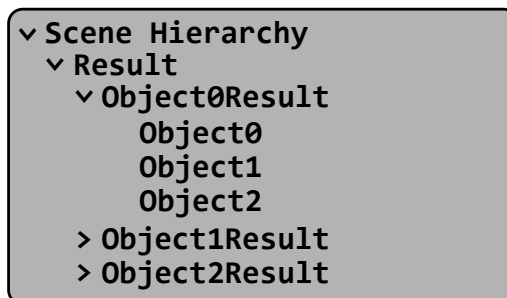 Scene Hierarchy
Result
Object0Result
Object0
Object1
Object2
Object1Result
Object2Result